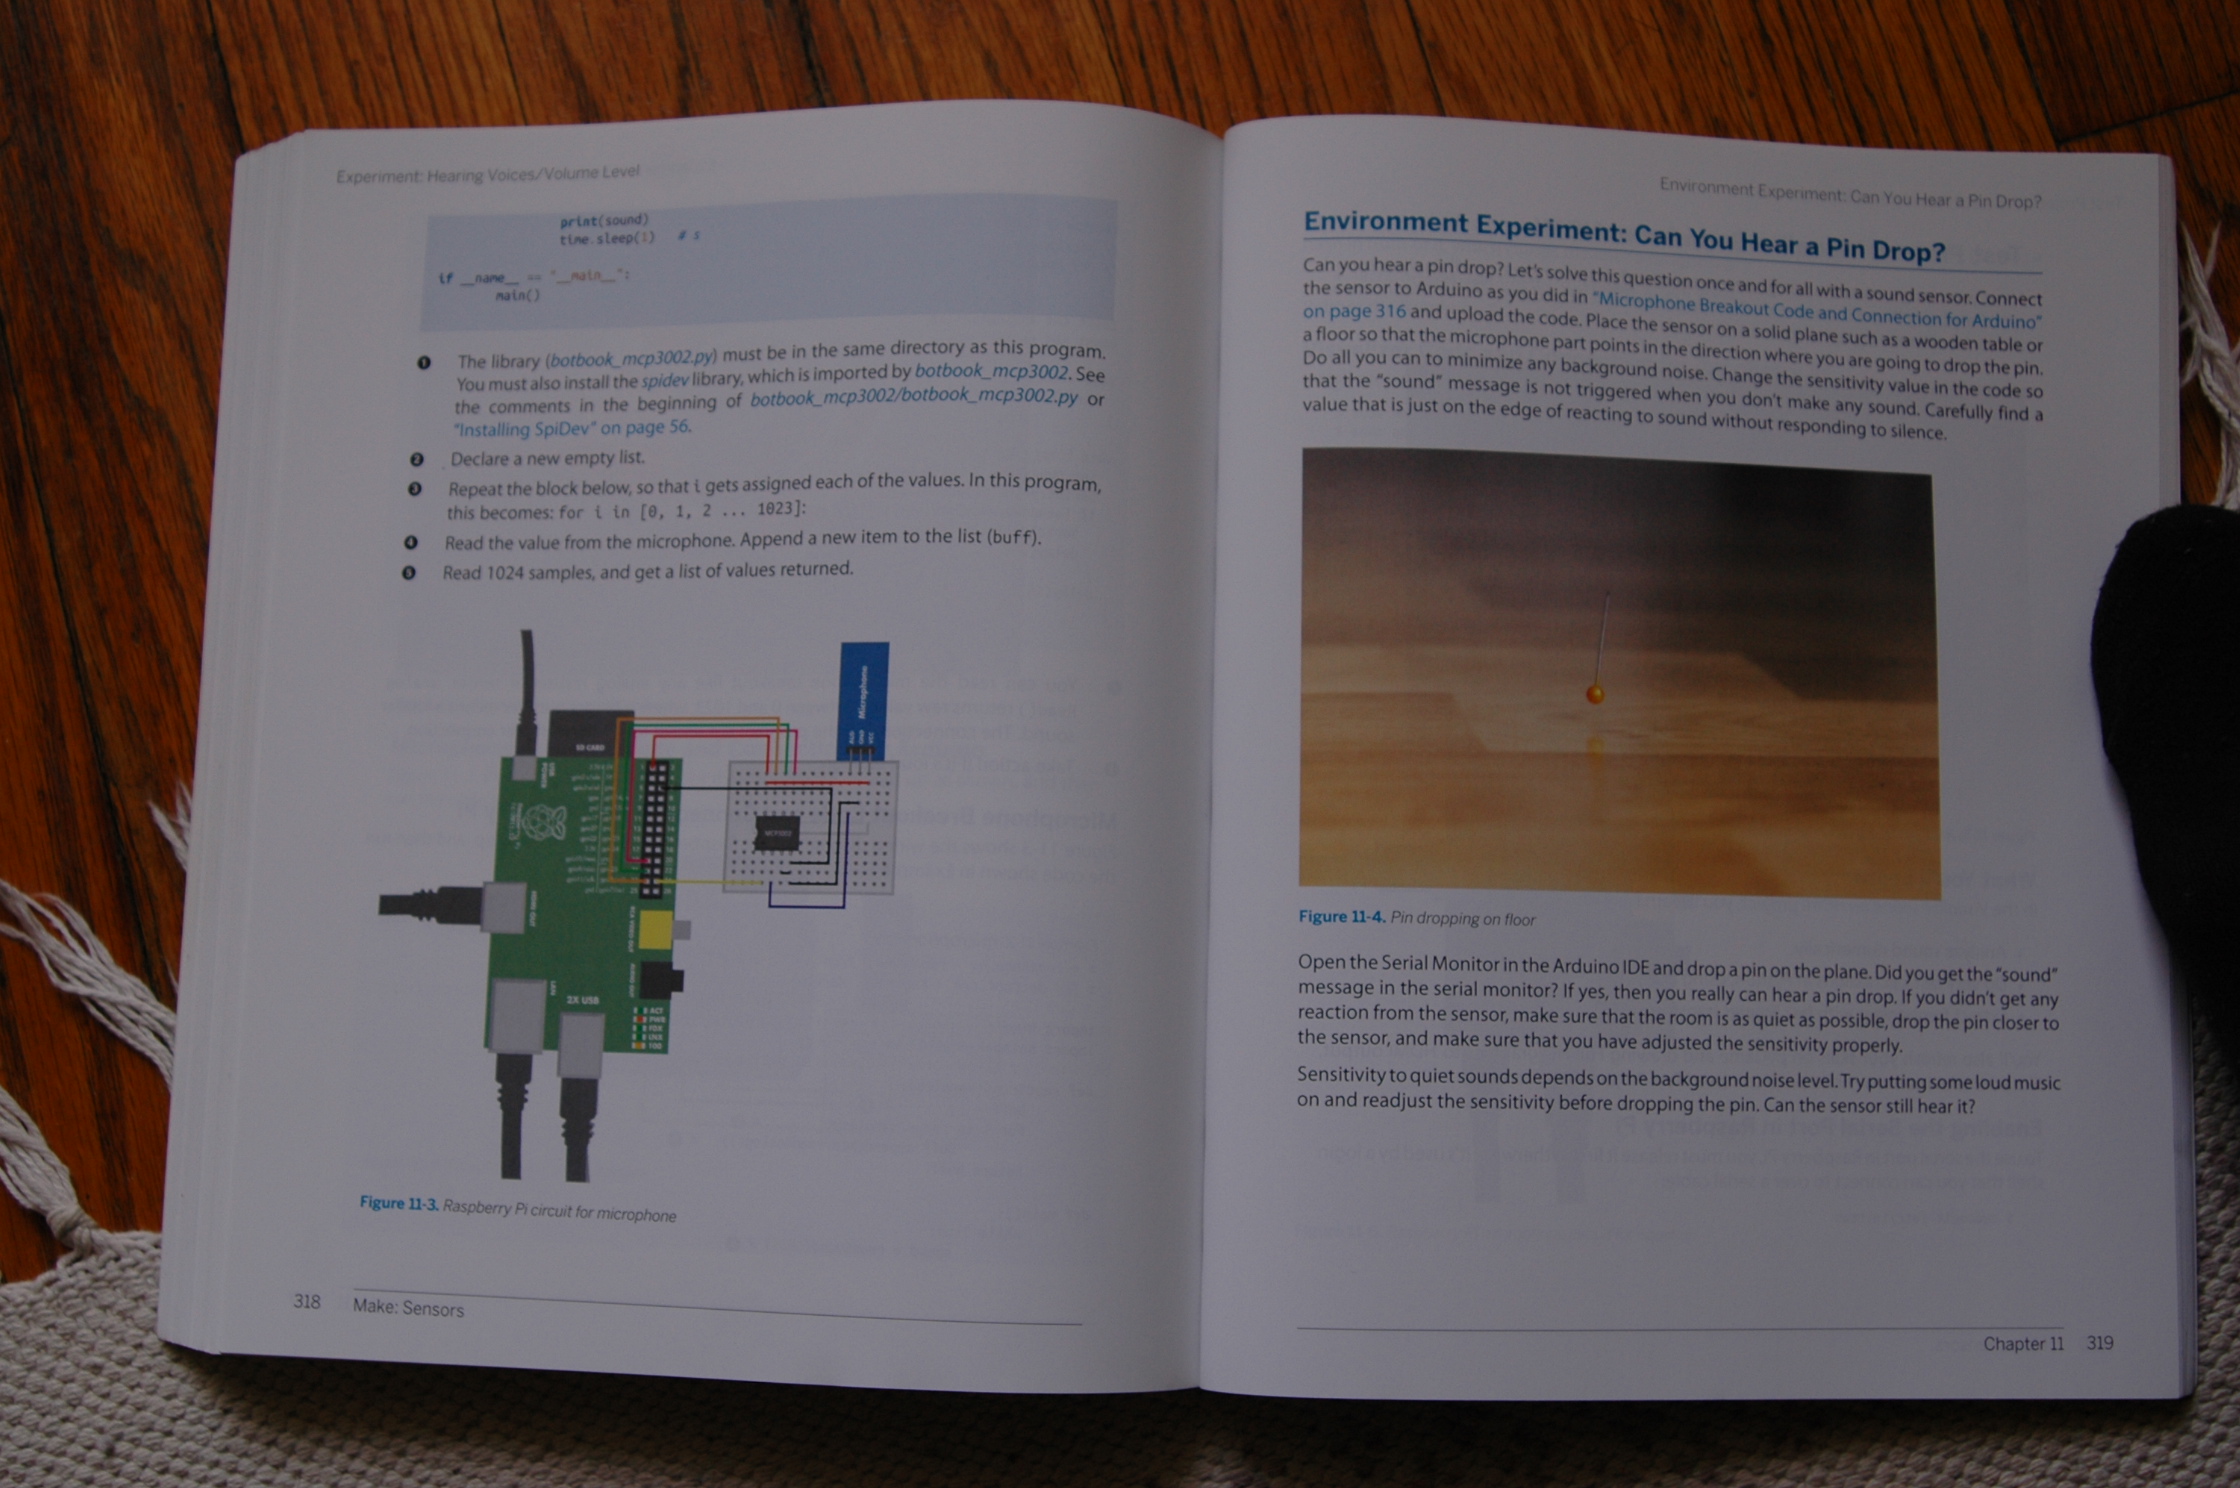 Experiment: Hearing Voices/Volume Level
print(sound)
time.sleep(1) # s
if __name__ == "__main__":
main()
❶ The library (botbook_mcp3002.py) must be in the same directory as this program.
You must also install the spidev library, which is imported by botbook_mcp3002. See
the comments in the beginning of botbook_mcp3002/botbook_mcp3002.py or
"Installing SpiDev" on page 56.
❷ Declare a new empty list.
❸ Repeat the block below, so that i gets assigned each of the values. In this program,
this becomes: for i in [0, 1, 2 ... 1023]:
❹ Read the value from the microphone. Append a new item to the list (buff).
❺ Read 1024 samples, and get a list of values returned.
Microphone
SD CARD
USB
POWER
LAN
2X USB
ACT
PWR
FDX
LNK
100
Figure 11-3. Raspberry Pi circuit for microphone
318 Make: Sensors
Environment Experiment: Can You Hear a Pin Drop?
Environment Experiment: Can You Hear a Pin Drop?
Can you hear a pin drop? Let's solve this question once and for all with a sound sensor. Connect
the sensor to Arduino as you did in "Microphone Breakout Code and Connection for Arduino"
on page 316 and upload the code. Place the sensor on a solid plane such as a wooden table or
a floor so that the microphone part points in the direction where you are going to drop the pin.
Do all you can to minimize any background noise. Change the sensitivity value in the code so
that the "sound" message is not triggered when you don't make any sound. Carefully find a
value that is just on the edge of reacting to sound without responding to silence.
Figure 11-4. Pin dropping on floor
Open the Serial Monitor in the Arduino IDE and drop a pin on the plane. Did you get the "sound"
message in the serial monitor? If yes, then you really can hear a pin drop. If you didn't get any
reaction from the sensor, make sure that the room is as quiet as possible, drop the pin closer to
the sensor, and make sure that you have adjusted the sensitivity properly.
Sensitivity to quiet sounds depends on the background noise level. Try putting some loud music
on and readjust the sensitivity before dropping the pin. Can the sensor still hear it?
Chapter 11 319